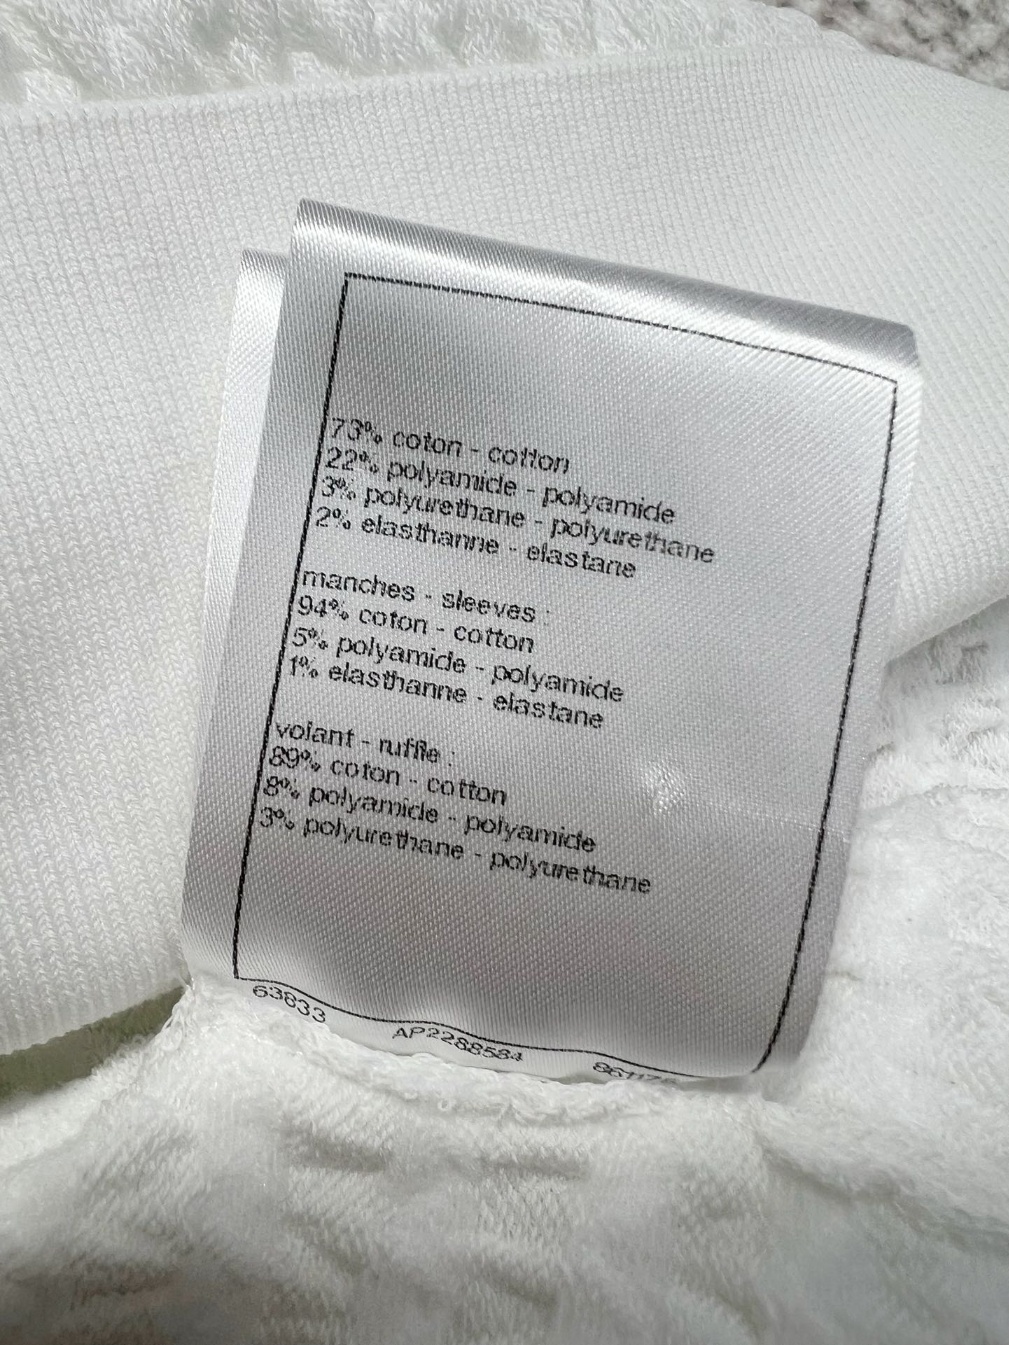 73% coton - cotton
22% polyamide - polyamide
3% polyurethane - polyurethane
2% elasthanne - elastane
manches - sleeves :
94% coton - cotton
5% polyamide - polyamide
1% elasthanne - elastane
volant - ruffle :
89% coton - cotton
8% polyamide - polyamide
3% polyurethane - polyurethane
63833 AP2288584